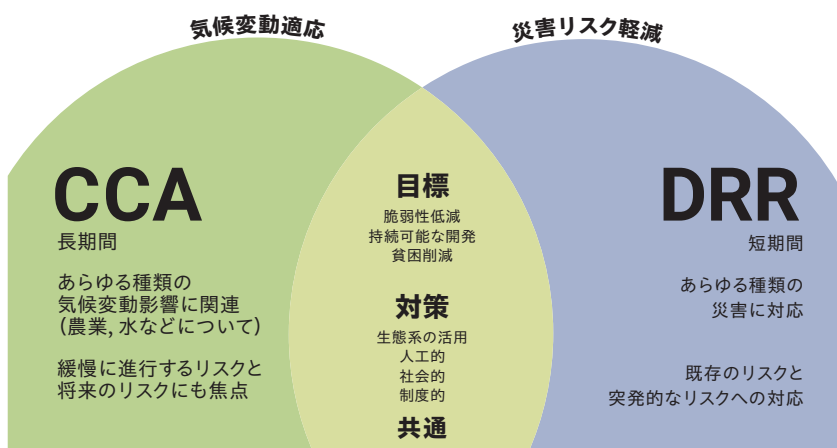 気候変動適応
災害リスク軽減
CCA
長期間
あらゆる種類の
気候変動影響に関連
(農業, 水などについて)
緩慢に進行するリスクと
将来のリスクにも焦点
目標
脆弱性低減
持続可能な開発
貧困削減
対策
生態系の活用
人工的
社会的
制度的
共通
DRR
短期間
あらゆる種類の
災害に対応
既存のリスクと
突発的なリスクへの対応